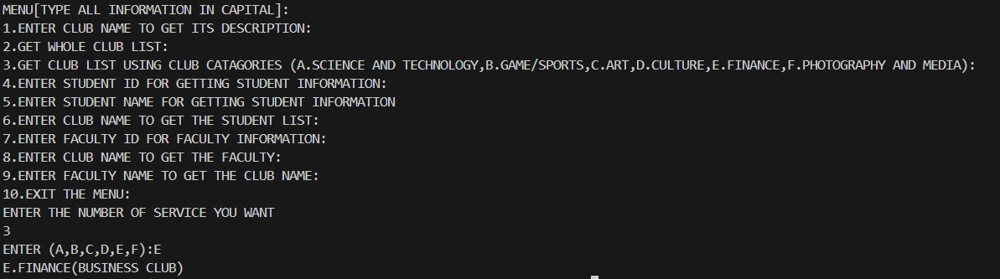 MENU[TYPE ALL INFORMATION IN CAPITAL]:
1.ENTER CLUB NAME TO GET ITS DESCRIPTION:
2.GET WHOLE CLUB LIST:
3.GET CLUB LIST USING CLUB CATAGORIES (A.SCIENCE AND TECHNOLOGY,B.GAME/SPORTS,C.ART,D.CULTURE,E.FINANCE,F.PHOTOGRAPHY AND MEDIA):
4.ENTER STUDENT ID FOR GETTING STUDENT INFORMATION:
5.ENTER STUDENT NAME FOR GETTING STUDENT INFORMATION
6.ENTER CLUB NAME TO GET THE STUDENT LIST:
7.ENTER FACULTY ID FOR FACULTY INFORMATION:
8.ENTER CLUB NAME TO GET THE FACULTY:
9.ENTER FACULTY NAME TO GET THE CLUB NAME:
10.EXIT THE MENU:
ENTER THE NUMBER OF SERVICE YOU WANT
3
ENTER (A,B,C,D,E,F):E
E.FINANCE(BUSINESS CLUB)